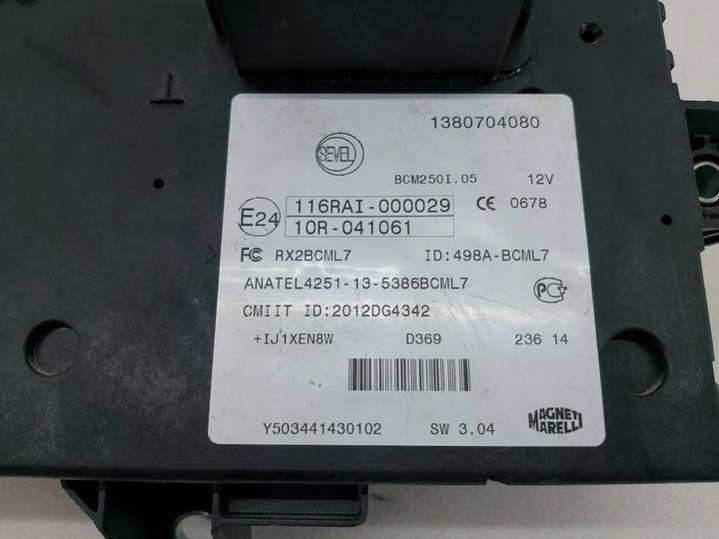 1380704080
SEVEL
BCM250I.05 12V
E24 116RAI-000029 CE 0678
10R-041061
FC RX2BCML7 ID:498A-BCML7
ANATEL4251-13-5386BCML7
CMIIT ID:2012DG4342
+IJ1XEN8W D369 236 14
Y503441430102 SW 3.04
MAGNETI MARELLI